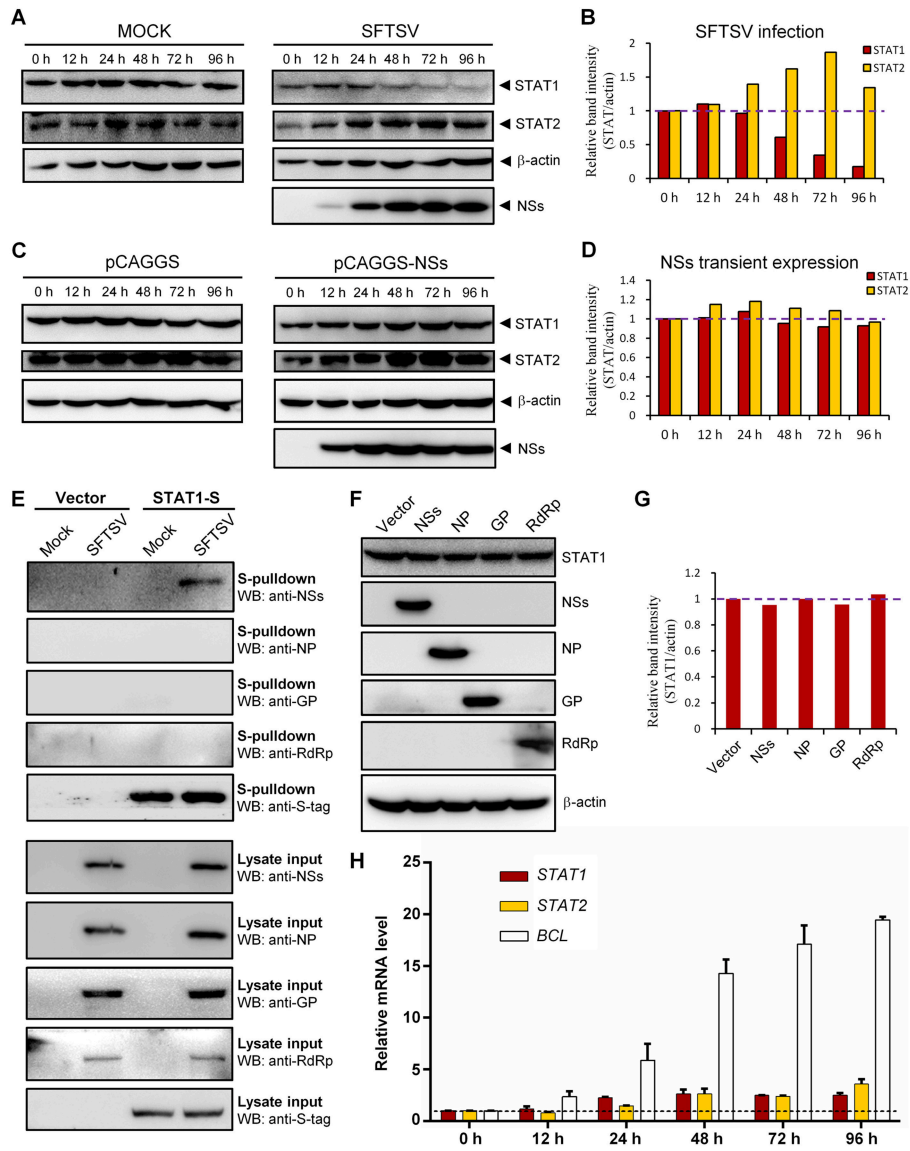 A
MOCK
SFTSV
0 h 12 h 24 h 48 h 72 h 96 h
0 h 12 h 24 h 48 h 72 h 96 h
STAT1
STAT2
β-actin
NSs
B
SFTSV infection
Relative band intensity
(STAT/actin)
2
1.5
1
0.5
0
STAT1
STAT2
0 h 12 h 24 h 48 h 72 h 96 h
C
pCAGGS
pCAGGS-NSs
0 h 12 h 24 h 48 h 72 h 96 h
0 h 12 h 24 h 48 h 72 h 96 h
STAT1
STAT2
β-actin
NSs
D
NSs transient expression
Relative band intensity
(STAT/actin)
1.4
1.2
1
0.8
0.6
0.4
0.2
0
STAT1
STAT2
0 h 12 h 24 h 48 h 72 h 96 h
E
Vector STAT1-S
Mock SFTSV Mock SFTSV
S-pulldown
WB: anti-NSs
S-pulldown
WB: anti-NP
S-pulldown
WB: anti-GP
S-pulldown
WB: anti-RdRp
S-pulldown
WB: anti-S-tag
Lysate input
WB: anti-NSs
Lysate input
WB: anti-NP
Lysate input
WB: anti-GP
Lysate input
WB: anti-RdRp
Lysate input
WB: anti-S-tag
F
Vector NSs NP GP RdRp
STAT1
NSs
NP
GP
RdRp
β-actin
G
Relative band intensity
(STAT1/actin)
1.2
1
0.8
0.6
0.4
0.2
0
Vector NSs NP GP RdRp
H
Relative mRNA level
25
20
15
10
5
0
STAT1
STAT2
BCL
0 h 12 h 24 h 48 h 72 h 96 h